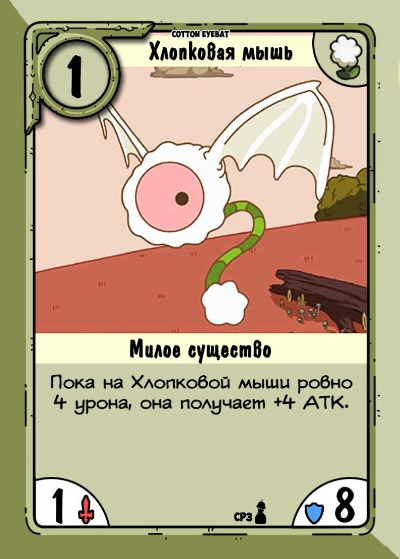 COTTON EYEBAT
Хлопковая мышь
1
Милое существо
Пока на Хлопковой мыши ровно
4 урона, она получает +4 АТК.
1
CP3
8